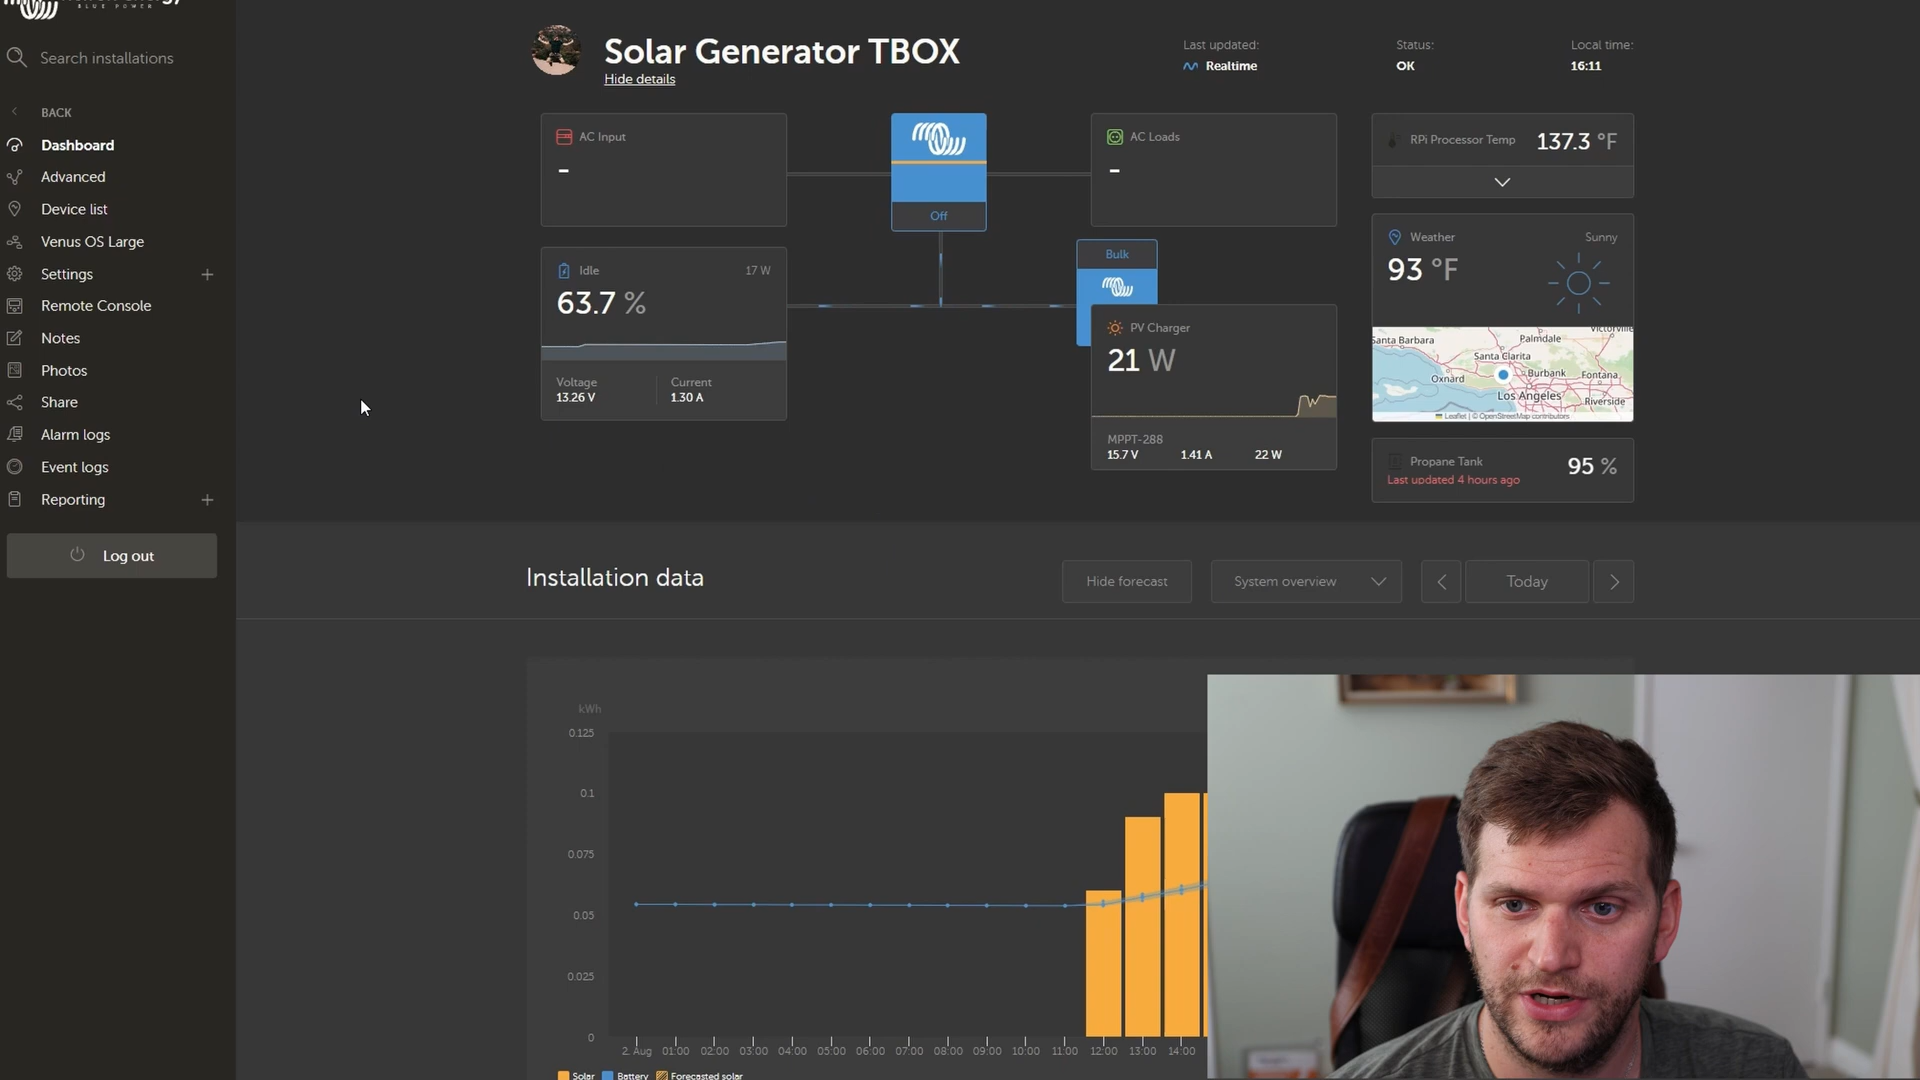 BLUE POWER
Search installations
BACK
Dashboard
Advanced
Device list
Venus OS Large
Settings
Remote Console
Notes
Photos
Share
Alarm logs
Event logs
Reporting
Log out
Solar Generator TBOX
Hide details
Last updated:
Realtime
Status:
OK
Local time:
16:11
AC Input
-
Off
AC Loads
-
Idle
17 W
63.7 %
Voltage
13.26 V
Current
1.30 A
Bulk
PV Charger
21 W
MPPT-288
15.7 V
1.41 A
22 W
RPi Processor Temp
137.3 °F
Weather
Sunny
93 °F
Santa Barbara
Palmdale
Victorville
Santa Clarita
Oxnard
Burbank
Fontana
Los Angeles
Riverside
Leaflet | © OpenStreetMap contributors
Propane Tank
95 %
Last updated 4 hours ago
Installation data
Hide forecast
System overview
Today
kWh
0.125
0.1
0.075
0.05
0.025
0
2. Aug
01:00
02:00
03:00
04:00
05:00
06:00
07:00
08:00
09:00
10:00
11:00
12:00
13:00
14:00
Solar
Battery
Forecasted solar